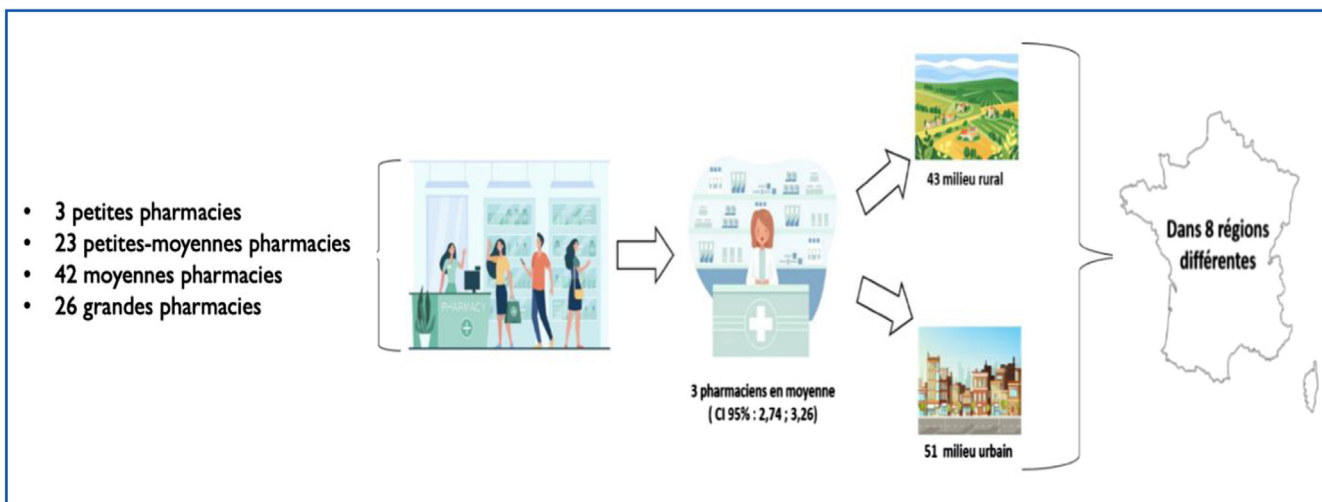 • 3 petites pharmacies
• 23 petites-moyennes pharmacies
• 42 moyennes pharmacies
• 26 grandes pharmacies
PHARMACY
3 pharmaciens en moyenne
( CI 95% : 2,74 ; 3,26)
43 milieu rural
51 milieu urbain
Dans 8 régions
différentes